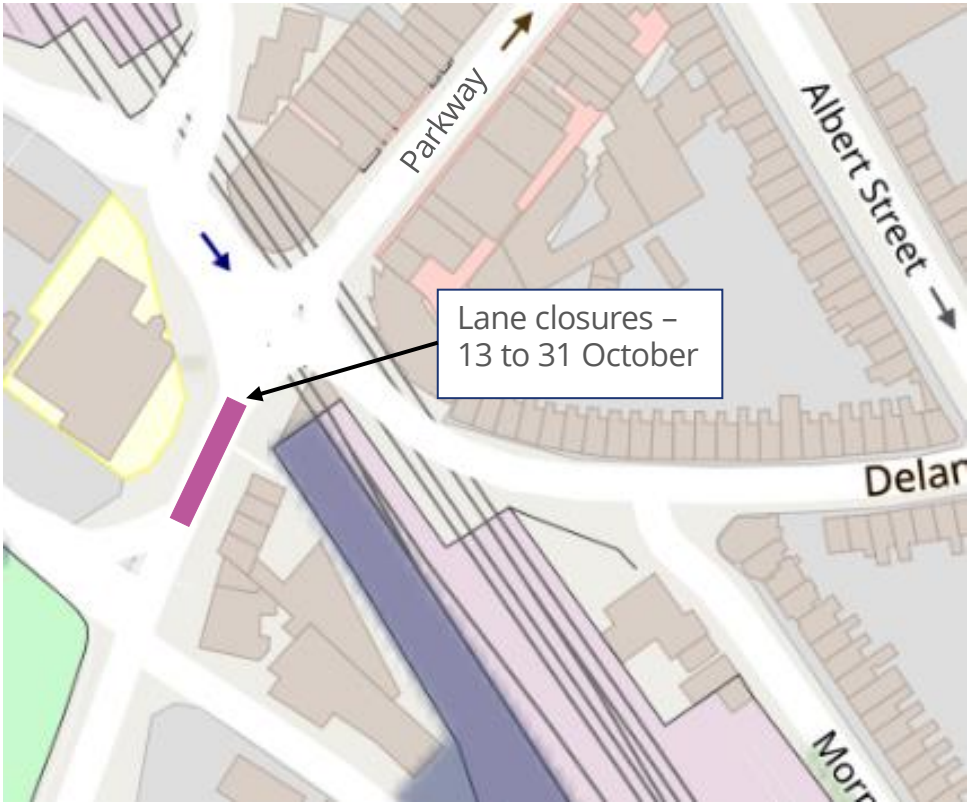 Parkway
Albert Street
Lane closures –
13 to 31 October
Delan
Morn